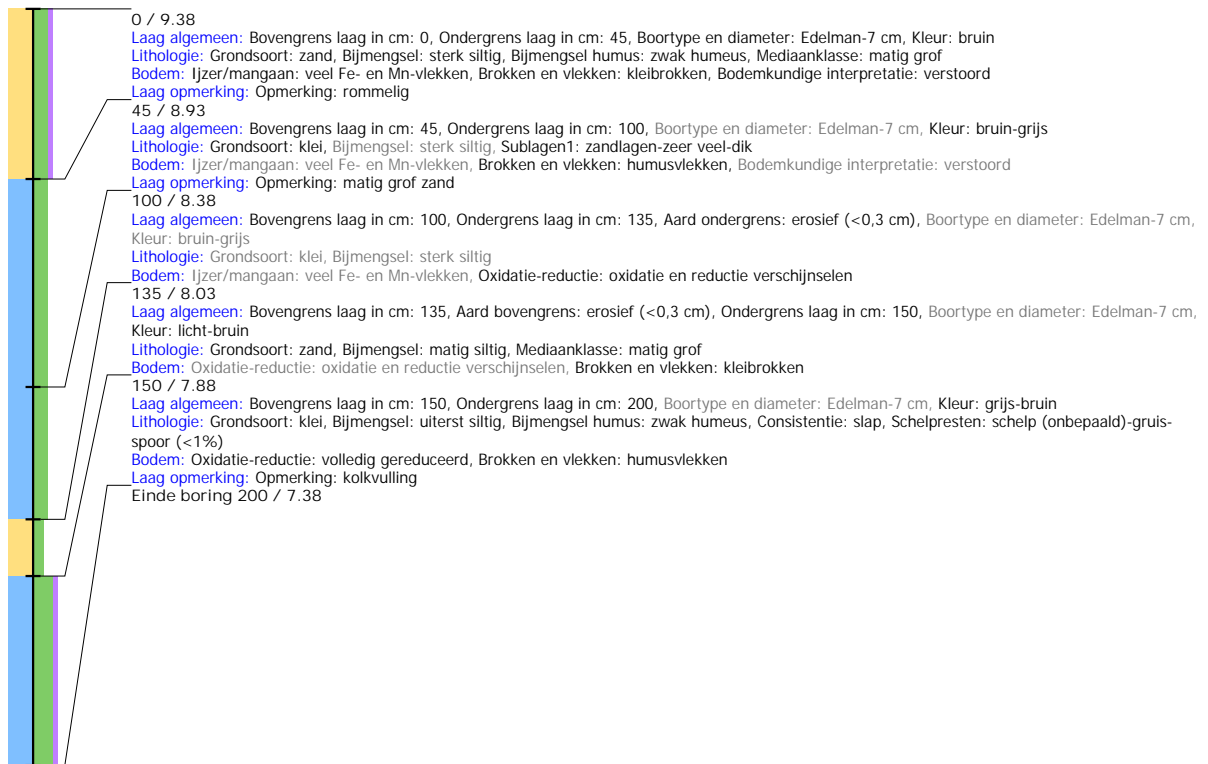 0 / 9.38
Laag algemeen: Bovengrens laag in cm: 0, Ondergrens laag in cm: 45, Boortype en diameter: Edelman-7 cm, Kleur: bruin
Lithologie: Grondsoort: zand, Bijmengsel: sterk siltig, Bijmengsel humus: zwak humeus, Mediaanklasse: matig grof
Bodem: Ijzer/mangaan: veel Fe- en Mn-vlekken, Brokken en vlekken: kleibrokken, Bodemkundige interpretatie: verstoord
Laag opmerking: Opmerking: rommelig
45 / 8.93
Laag algemeen: Bovengrens laag in cm: 45, Ondergrens laag in cm: 100, Boortype en diameter: Edelman-7 cm, Kleur: bruin-grijs
Lithologie: Grondsoort: klei, Bijmengsel: sterk siltig, Sublagen1: zandlagen-zeer veel-dik
Bodem: Ijzer/mangaan: veel Fe- en Mn-vlekken, Brokken en vlekken: humusvlekken, Bodemkundige interpretatie: verstoord
Laag opmerking: Opmerking: matig grof zand
100 / 8.38
Laag algemeen: Bovengrens laag in cm: 100, Ondergrens laag in cm: 135, Aard ondergrens: erosief (<0,3 cm), Boortype en diameter: Edelman-7 cm,
Kleur: bruin-grijs
Lithologie: Grondsoort: klei, Bijmengsel: sterk siltig
Bodem: Ijzer/mangaan: veel Fe- en Mn-vlekken, Oxidatie-reductie: oxidatie en reductie verschijnselen
135 / 8.03
Laag algemeen: Bovengrens laag in cm: 135, Aard bovengrens: erosief (<0,3 cm), Ondergrens laag in cm: 150, Boortype en diameter: Edelman-7 cm,
Kleur: licht-bruin
Lithologie: Grondsoort: zand, Bijmengsel: matig siltig, Mediaanklasse: matig grof
Bodem: Oxidatie-reductie: oxidatie en reductie verschijnselen, Brokken en vlekken: kleibrokken
150 / 7.88
Laag algemeen: Bovengrens laag in cm: 150, Ondergrens laag in cm: 200, Boortype en diameter: Edelman-7 cm, Kleur: grijs-bruin
Lithologie: Grondsoort: klei, Bijmengsel: uiterst siltig, Bijmengsel humus: zwak humeus, Consistentie: slap, Schelpresten: schelp (onbepaald)-gruis-
spoor (<1%)
Bodem: Oxidatie-reductie: volledig gereduceerd, Brokken en vlekken: humusvlekken
Laag opmerking: Opmerking: kolkvulling
Einde boring 200 / 7.38